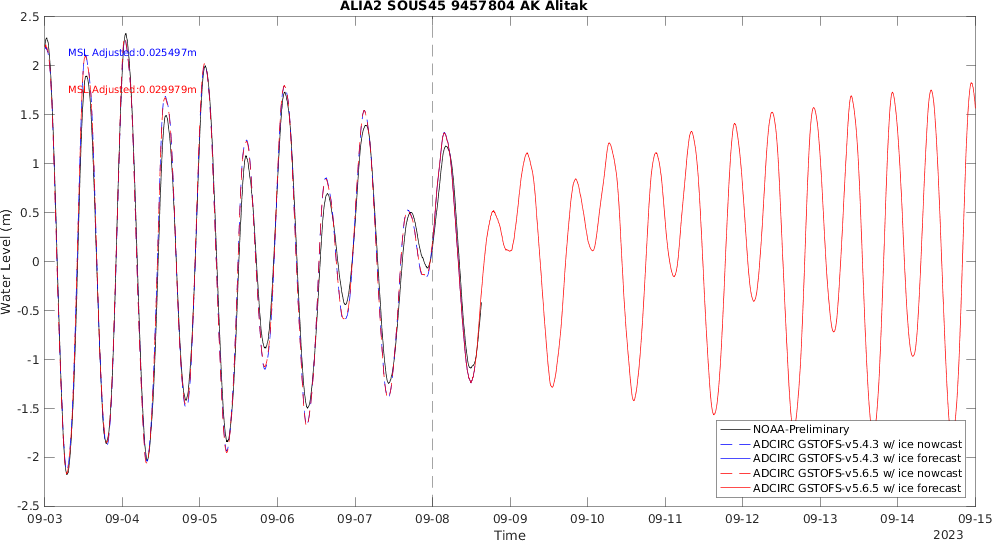 ALIA2 SOUS45 9457804 AK Alitak
2.5
2
1.5
1
0.5
0
-0.5
-1
-1.5
-2
-2.5
Water Level (m)
MSL Adjusted:0.025497m
MSL Adjusted:0.029979m
NOAA-Preliminary
ADCIRC GSTOFS-v5.4.3 w/ ice nowcast
ADCIRC GSTOFS-v5.4.3 w/ ice forecast
ADCIRC GSTOFS-v5.6.5 w/ ice nowcast
ADCIRC GSTOFS-v5.6.5 w/ ice forecast
09-03 09-04 09-05 09-06 09-07 09-08 09-09 09-10 09-11 09-12 09-13 09-14 09-15
Time
2023